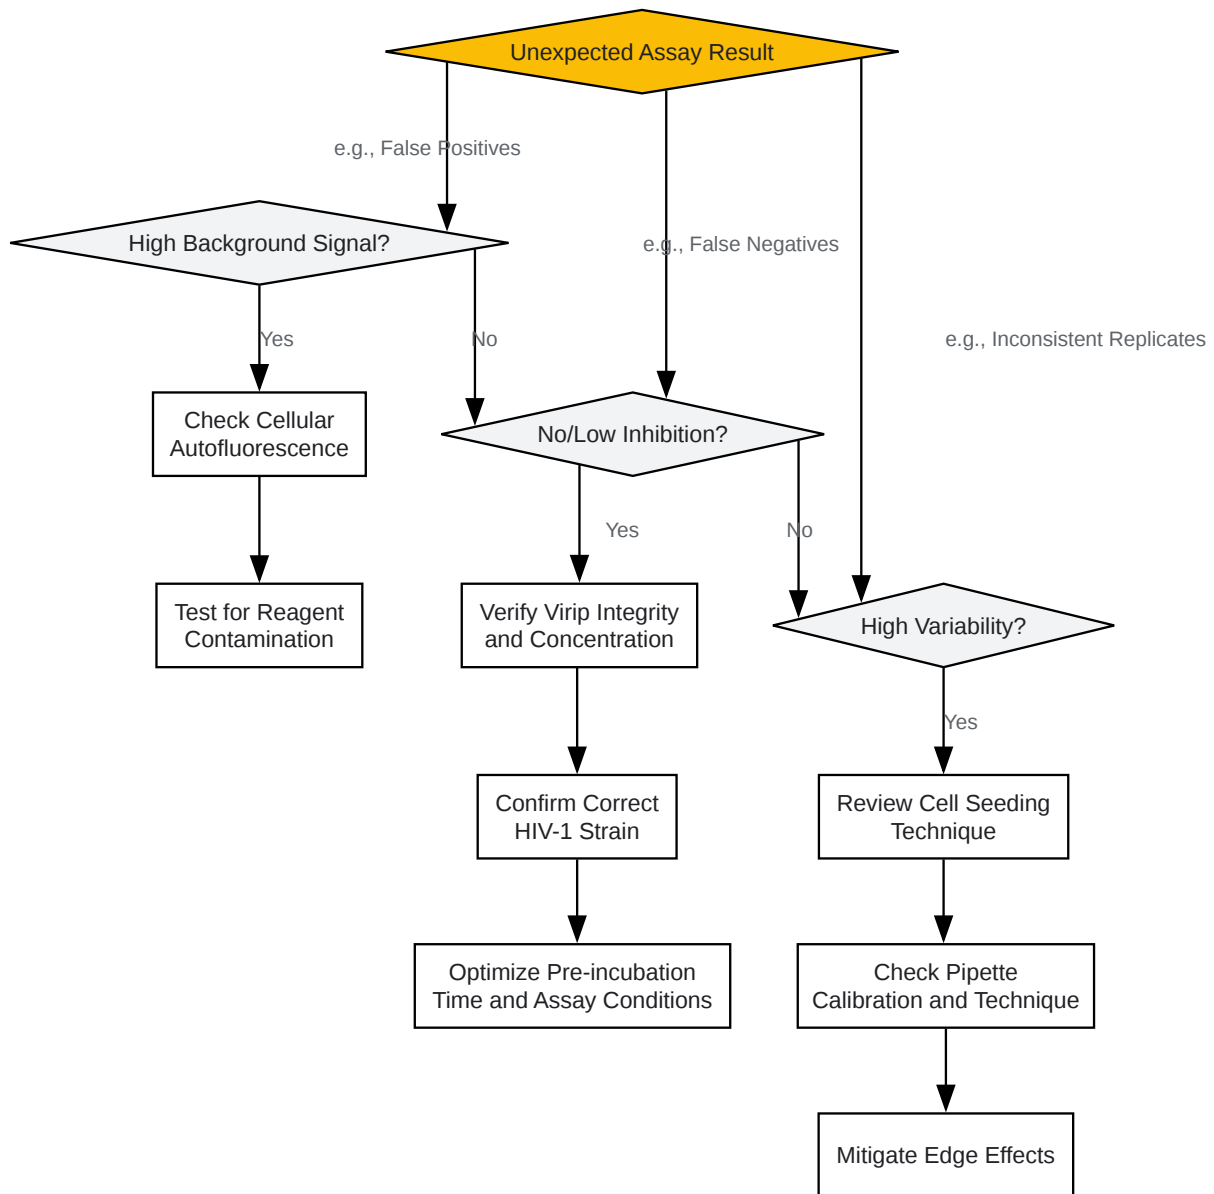 Unexpected Assay Result
e.g., False Positives
High Background Signal?
e.g., False Negatives
Yes
No
e.g., Inconsistent Replicates
Check Cellular
Autofluorescence
No/Low Inhibition?
Yes
No
Test for Reagent
Contamination
Verify Virip Integrity
and Concentration
High Variability?
Yes
Confirm Correct
HIV-1 Strain
Review Cell Seeding
Technique
Optimize Pre-incubation
Time and Assay Conditions
Check Pipette
Calibration and Technique
Mitigate Edge Effects